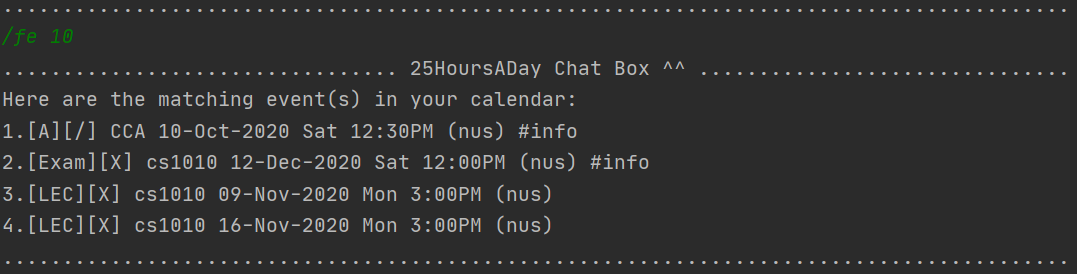 .........................................................................................
/fe 10
................................. 25HoursADay Chat Box ^^ ...............................
Here are the matching event(s) in your calendar:
1.[A][/] CCA 10-Oct-2020 Sat 12:30PM (nus) #info
2.[Exam][X] cs1010 12-Dec-2020 Sat 12:00PM (nus) #info
3.[LEC][X] cs1010 09-Nov-2020 Mon 3:00PM (nus)
4.[LEC][X] cs1010 16-Nov-2020 Mon 3:00PM (nus)
.........................................................................................